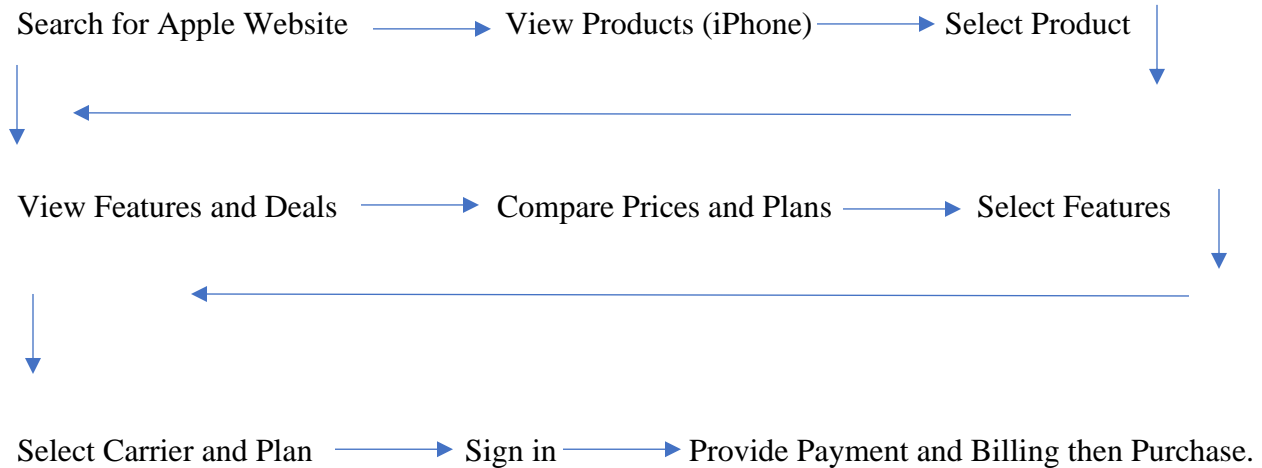 Search for Apple Website View Products (iPhone) Select Product
View Features and Deals Compare Prices and Plans Select Features
Select Carrier and Plan Sign in Provide Payment and Billing then Purchase.